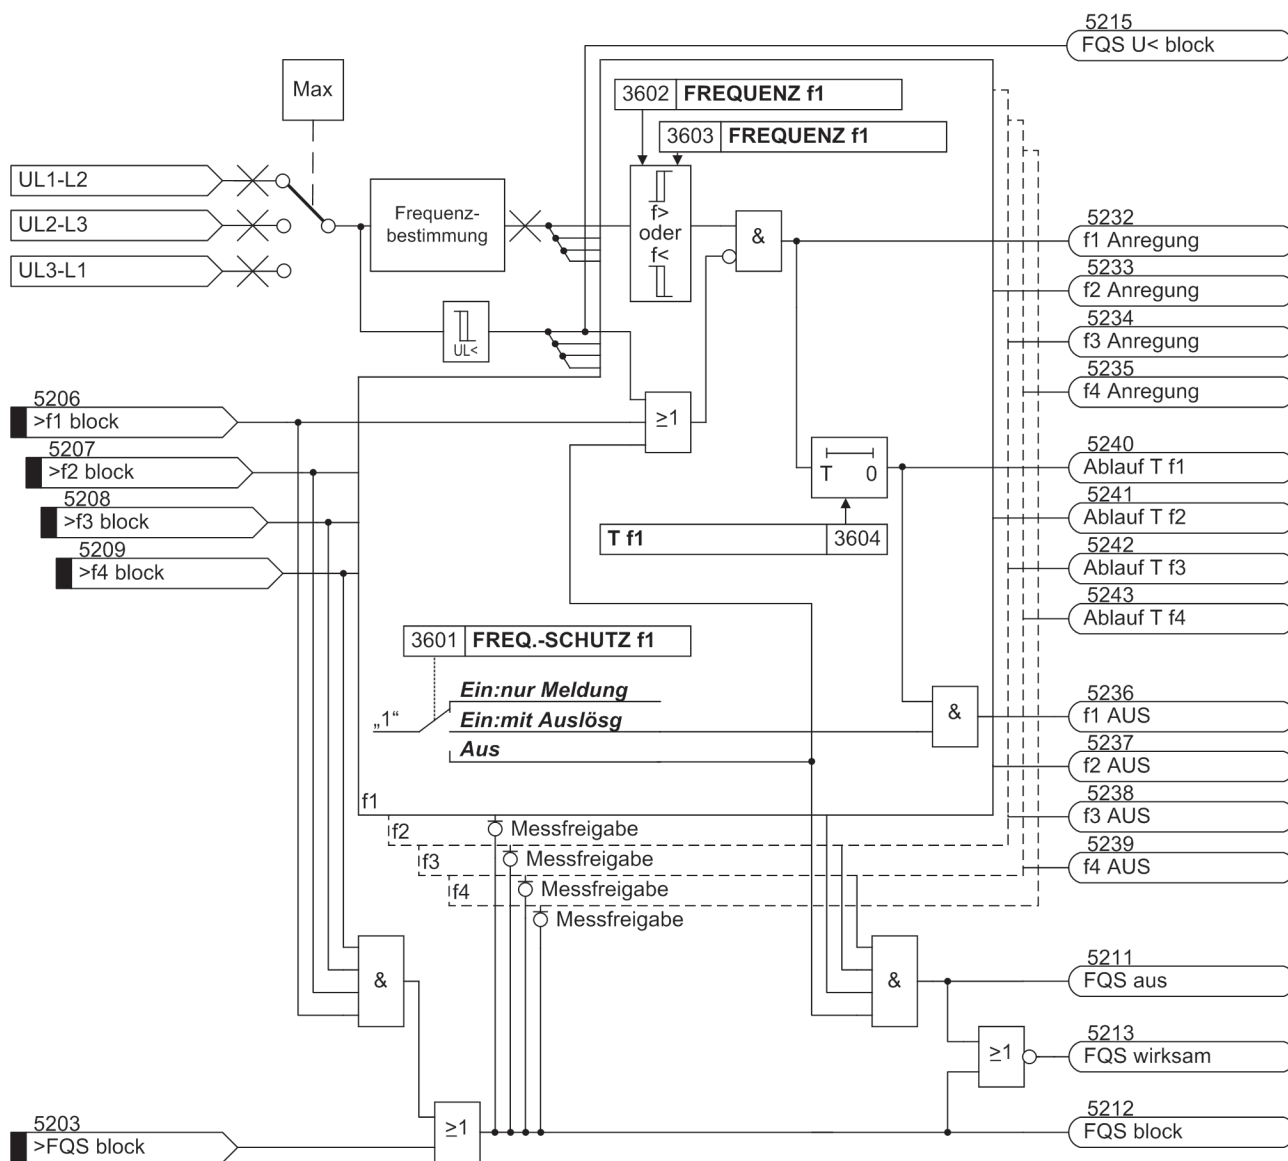 5215
FQS U< block
Max
3602 FREQUENZ f1
3603 FREQUENZ f1
UL1-L2
UL2-L3
UL3-L1
Frequenz-
bestimmung
f>
oder
f<
&
UL<
5232
f1 Anregung
5233
f2 Anregung
5234
f3 Anregung
5235
f4 Anregung
5206
>f1 block
5207
>f2 block
5208
>f3 block
5209
>f4 block
≥1
T 0
T f1 3604
5240
Ablauf T f1
5241
Ablauf T f2
5242
Ablauf T f3
5243
Ablauf T f4
3601 FREQ.-SCHUTZ f1
„1“
Ein:nur Meldung
Ein:mit Auslösg
Aus
&
5236
f1 AUS
5237
f2 AUS
5238
f3 AUS
5239
f4 AUS
f1
f2
f3
f4
Messfreigabe
Messfreigabe
Messfreigabe
Messfreigabe
&
&
5211
FQS aus
≥1
5213
FQS wirksam
5203
>FQS block
≥1
5212
FQS block